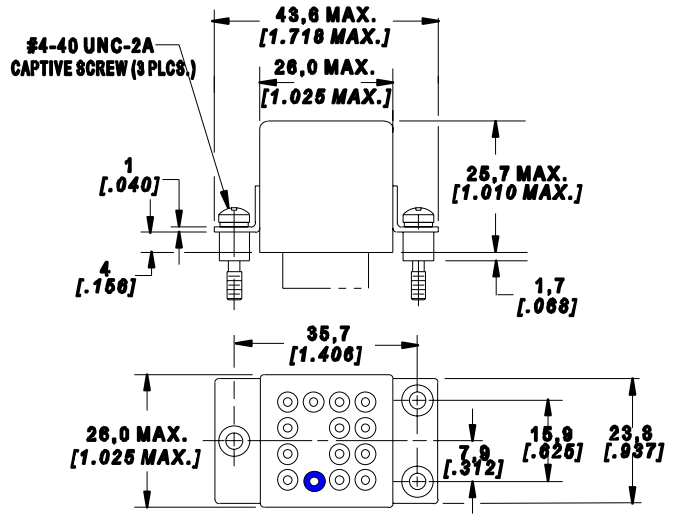 43,6 MAX.
[1.718 MAX.]
#4-40 UNC-2A
CAPTIVE SCREW (3 PLCS.)
26,0 MAX.
[1.025 MAX.]
1
[.040]
25,7 MAX.
[1.010 MAX.]
4
[.156]
1,7
[.068]
35,7
[1.406]
26,0 MAX.
[1.025 MAX.]
7,9
[.312]
15,9
[.625]
23,8
[.937]